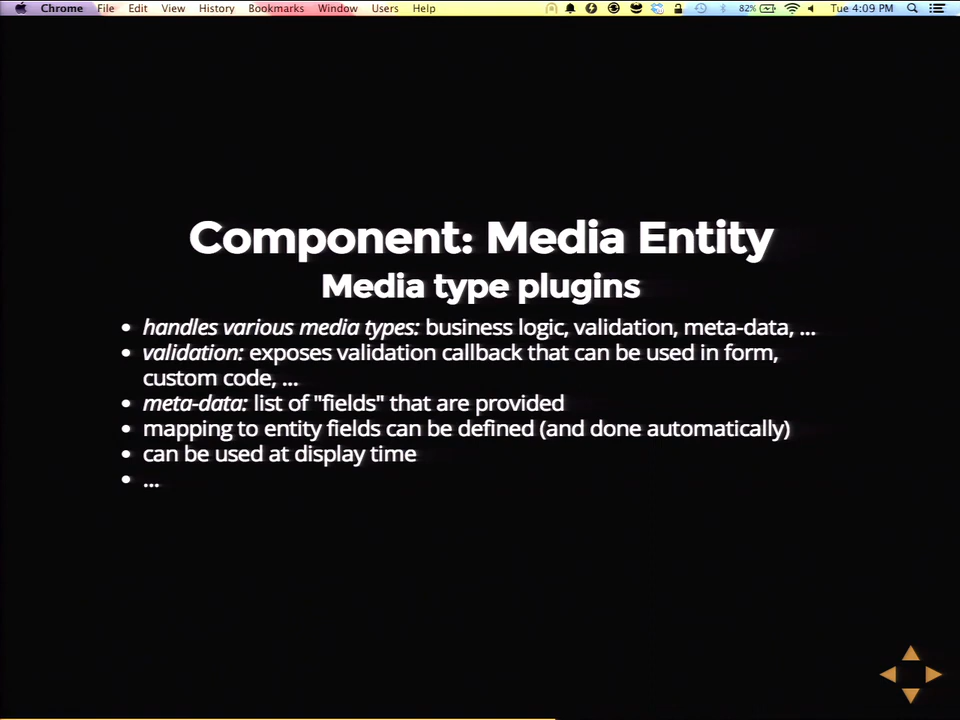 Chrome File Edit View History Bookmarks Window Users Help 82% Tue 4:09 PM
Component: Media Entity
Media type plugins
• handles various media types: business logic, validation, meta-data, ...
• validation: exposes validation callback that can be used in form,
custom code, ...
• meta-data: list of "fields" that are provided
• mapping to entity fields can be defined (and done automatically)
• can be used at display time
• ...